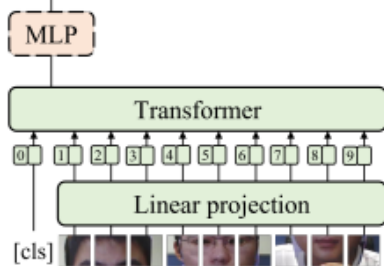 MLP
Transformer
0 1 2 3 4 5 6 7 8 9
Linear projection
[cls]